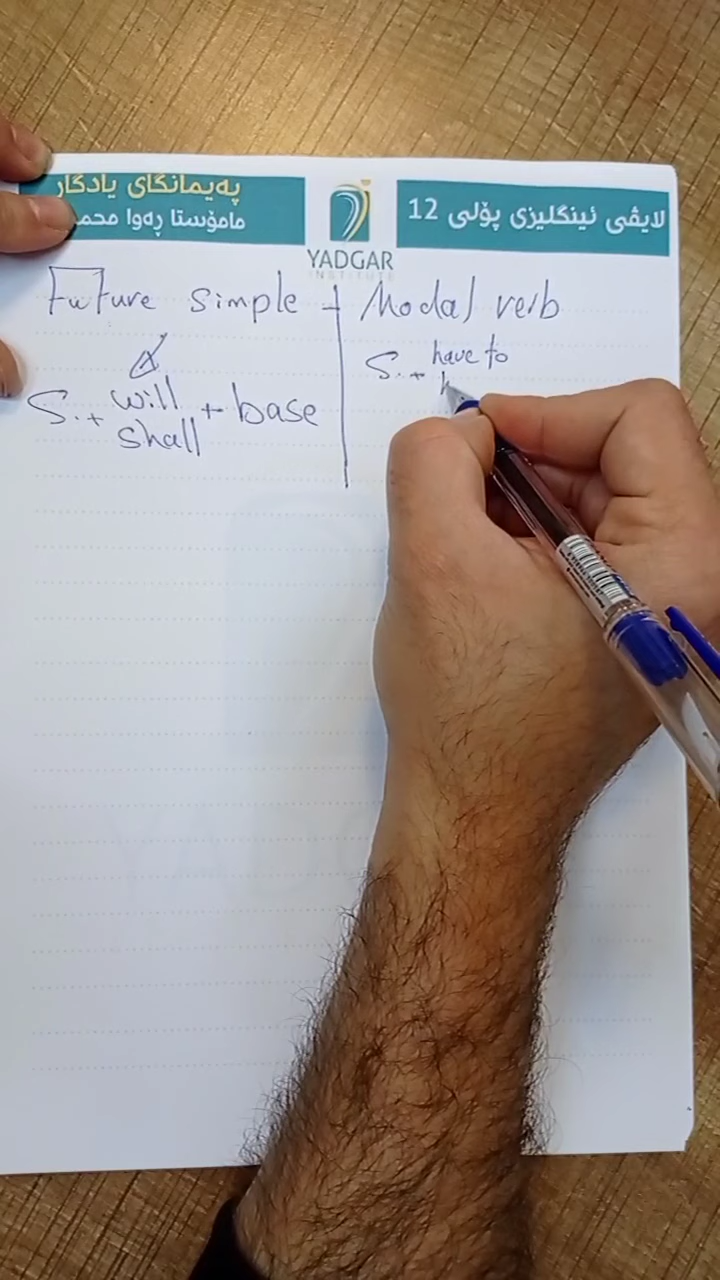 پەیمانگای یادگار
مامۆستا ڕەوا محمد
لایڤی ئینگلیزی پۆلی 12
YADGAR
INSTITUTE
Future simple - Modal verb
A
S. + will / shall + base
S. + have to